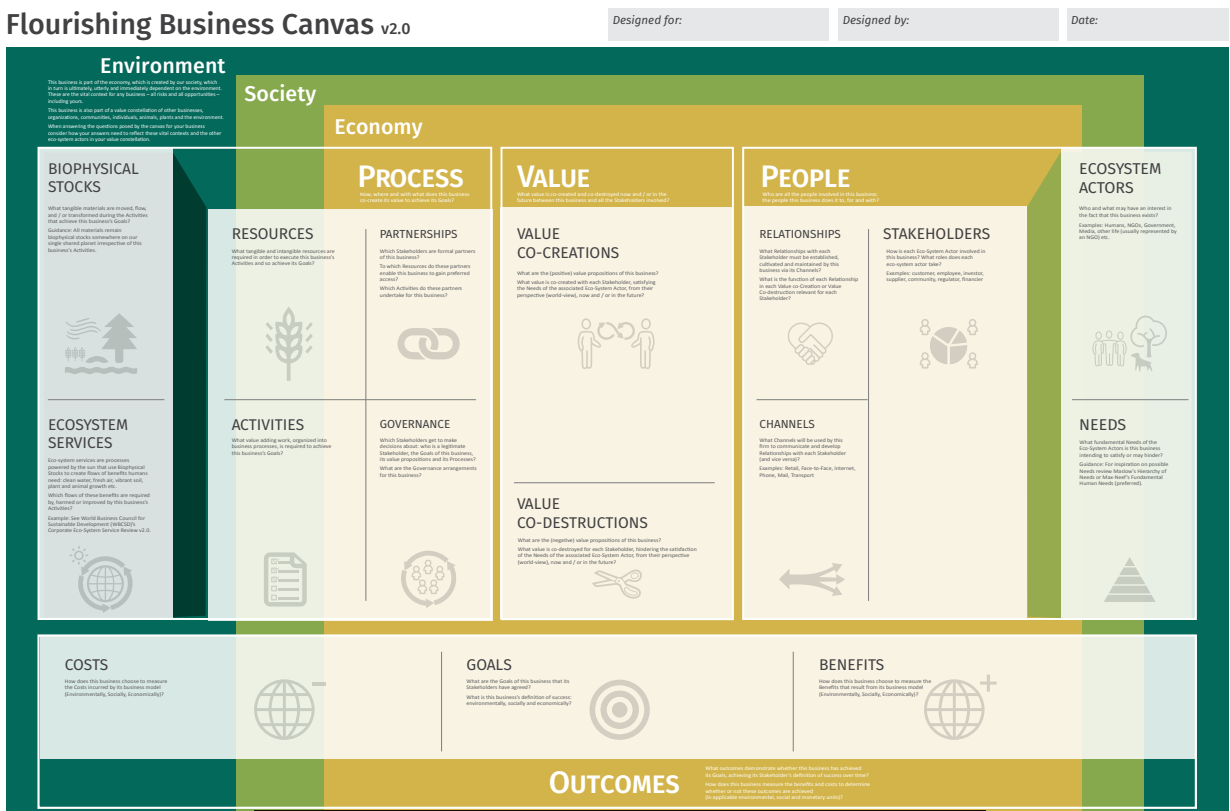 Flourishing Business Canvas v2.0
Designed for:
Designed by:
Date:
Environment
This business is part of the economy, which is created by our society, which
in turn is ultimately, utterly and immediately dependent on the environment.
These are the vital context for any business – all risks and all opportunities –
including yours.
This business is also part of a value constellation of other businesses,
organizations, communities, individuals, animals, plants and the environment.
When answering the questions posed by the canvas for your business
consider how your answers need to reflect these vital contexts and the other
eco-system actors in your value constellation.
Society
Economy
BIOPHYSICAL
STOCKS
What tangible materials are moved, flow,
and / or transformed during the Activities
that achieve this business's Goals?
Guidance: All materials remain
biophysical stocks somewhere on our
single shared planet irrespective of this
business's Activities.
ECOSYSTEM
SERVICES
Eco-system services are processes
powered by the sun that use Biophysical
Stocks to create flows of benefits humans
need: clean water, fresh air, vibrant soil,
plant and animal growth etc.
Which flows of these benefits are required
by, harmed or improved by this business's
Activities?
Example: See World Business Council for
Sustainable Development (WBCSD)'s
Corporate Eco-System Service Review v2.0.
PROCESS
How, where and with what does this business
co-create its value to achieve its Goals?
RESOURCES
What tangible and intangible resources are
required in order to execute this business's
Activities and so achieve its Goals?
PARTNERSHIPS
Which Stakeholders are formal partners
of this business?
To which Resources do these partners
enable this business to gain preferred
access?
Which Activities do these partners
undertake for this business?
ACTIVITIES
What value adding work, organized into
business processes, is required to achieve
this business's Goals?
GOVERNANCE
Which Stakeholders get to make
decisions about: who is a legitimate
Stakeholder, the Goals of this business,
its value propositions and its Processes?
What are the Governance arrangements
for this business?
VALUE
What value is co-created and co-destroyed now and / or in the
future between this business and all the Stakeholders involved?
VALUE
CO-CREATIONS
What are the (positive) value propositions of this business?
What value is co-created with each Stakeholder, satisfying
the Needs of the associated Eco-System Actor, from their
perspective (world-view), now and / or in the future?
VALUE
CO-DESTRUCTIONS
What are the (negative) value propositions of this business?
What value is co-destroyed for each Stakeholder, hindering the satisfaction
of the Needs of the associated Eco-System Actor, from their perspective
(world-view), now and / or in the future?
PEOPLE
Who are all the people involved in this business:
the people this business does it to, for and with?
RELATIONSHIPS
What Relationships with each
Stakeholder must be established,
cultivated and maintained by this
business via its Channels?
What is the function of each Relationship
in each Value co-Creation or Value
Co-destruction relevant for each
Stakeholder?
STAKEHOLDERS
How is each Eco-System Actor involved in
this business? What roles does each
eco-system actor take?
Examples: customer, employee, investor,
supplier, community, regulator, financier
CHANNELS
What Channels will be used by this
firm to communicate and develop
Relationships with each Stakeholder
(and vice versa)?
Examples: Retail, Face-to-Face, Internet,
Phone, Mail, Transport
ECOSYSTEM
ACTORS
Who and what may have an interest in
the fact that this business exists?
Examples: Humans, NGOs, Government,
Media, other life (usually represented by
an NGO) etc.
NEEDS
What fundamental Needs of the
Eco-System Actors is this business
intending to satisfy or may hinder?
Guidance: For inspiration on possible
Needs review Maslow's Hierarchy of
Needs or Max-Neef's Fundamental
Human Needs (preferred).
COSTS
How does this business choose to measure
the Costs incurred by its business model
(Environmentally, Socially, Economically)?
GOALS
What are the Goals of this business that its
Stakeholders have agreed?
What is this business's definition of success:
environmentally, socially and economically?
BENEFITS
How does this business choose to measure the
Benefits that result from its business model
(Environmentally, Socially, Economically)?
OUTCOMES
What outcomes demonstrate whether this business has achieved
its Goals, achieving its Stakeholder's definition of success over time?
How does this business measure the benefits and costs to determine
whether or not these outcomes are achieved
(in applicable environmental, social and monetary units)?